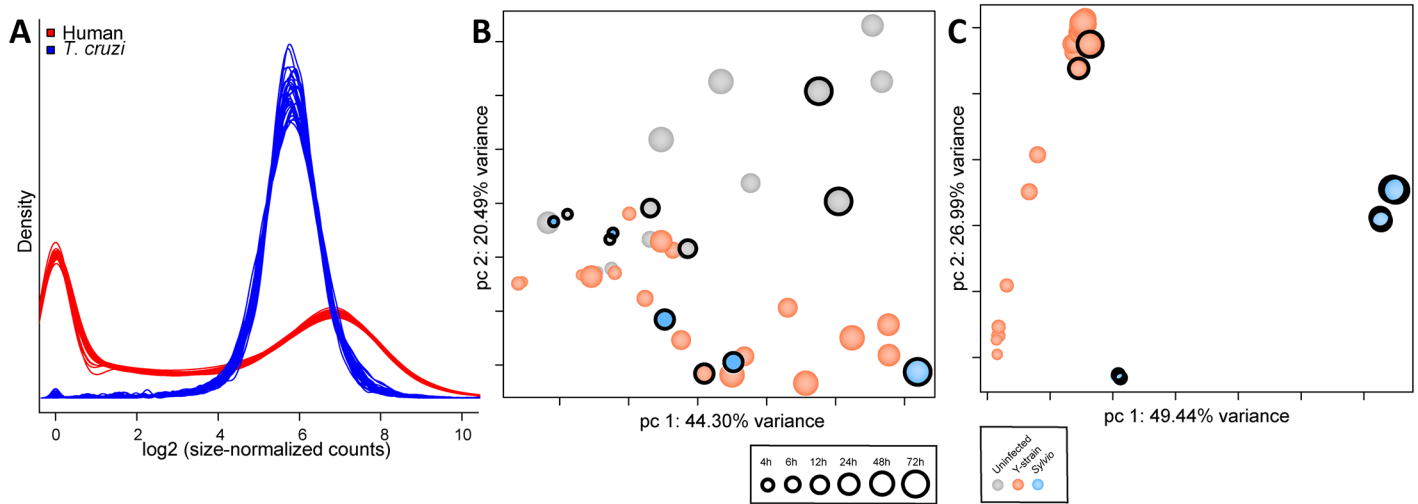 A
Human
T. cruzi
Density
0 2 4 6 8 10
log2 (size-normalized counts)
B
pc 2: 20.49% variance
pc 1: 44.30% variance
4h 6h 12h 24h 48h 72h
C
pc 2: 26.99% variance
pc 1: 49.44% variance
Uninfected
Y-strain
Sylvio